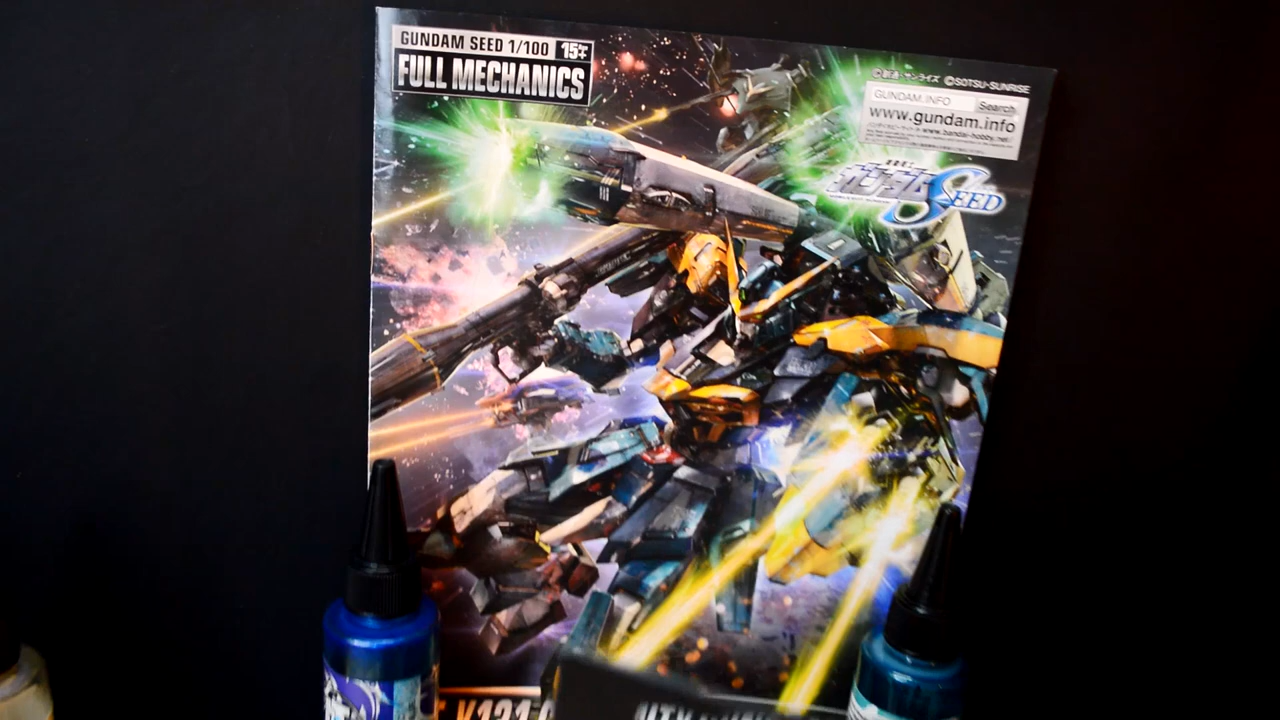 GUNDAM SEED 1/100 15+
FULL MECHANICS
©創通・サンライズ ©SOTSU・SUNRISE
GUNDAM.INFO Search
www.gundam.info
www.bandai-hobby.net/
ガンダム SEED
X131